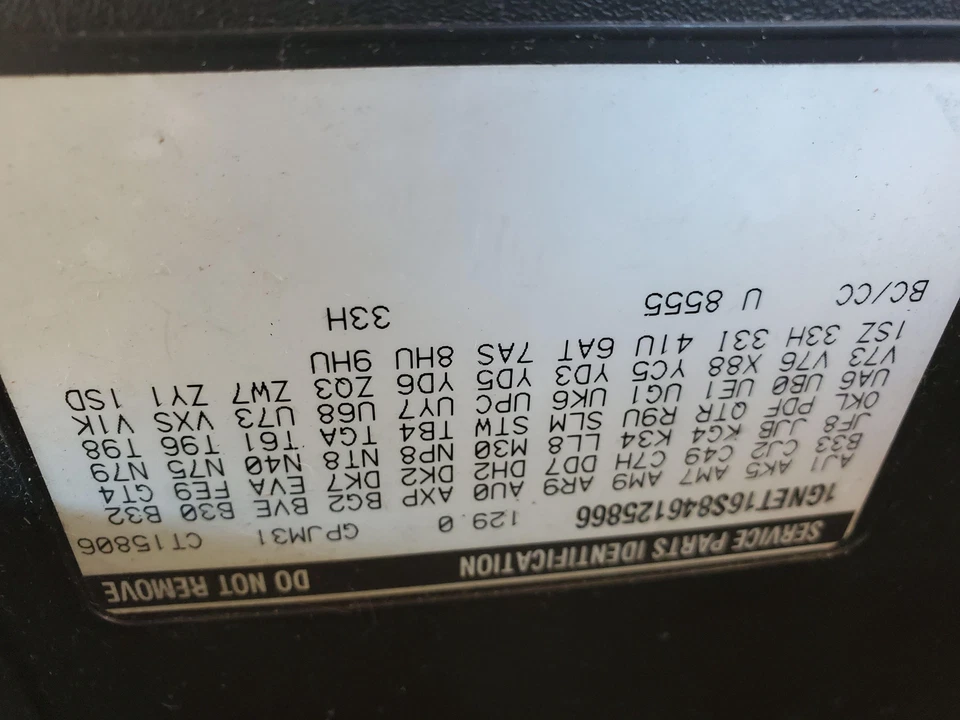 SERVICE PARTS IDENTIFICATION DO NOT REMOVE
1GNET16S846125866 129.0 GPJM31 CT15806
AJ1 AK5 AM7 AM9 AR9 AU0 AXP BG2 BVE B30 B32
B33 CJ2 C49 C7H DD7 DH2 DK2 DK7 EVA FE9 GT4
JF8 JJB KG4 K34 LL8 M30 NP8 NT8 N40 N75 N79
OKL PDF QTR R9U SLM STW TB4 TGA T61 T96 T98
UA6 UB0 UE1 UG1 UK6 UPC UY7 U68 U73 VXS V1K
V73 V76 X88 YC5 YD3 YD5 YD6 ZQ3 ZW7 ZY1 1SD
1SZ 33H 33I 41U 6AT 7AS 8HU 9HU
BC/CC U 8555 33H